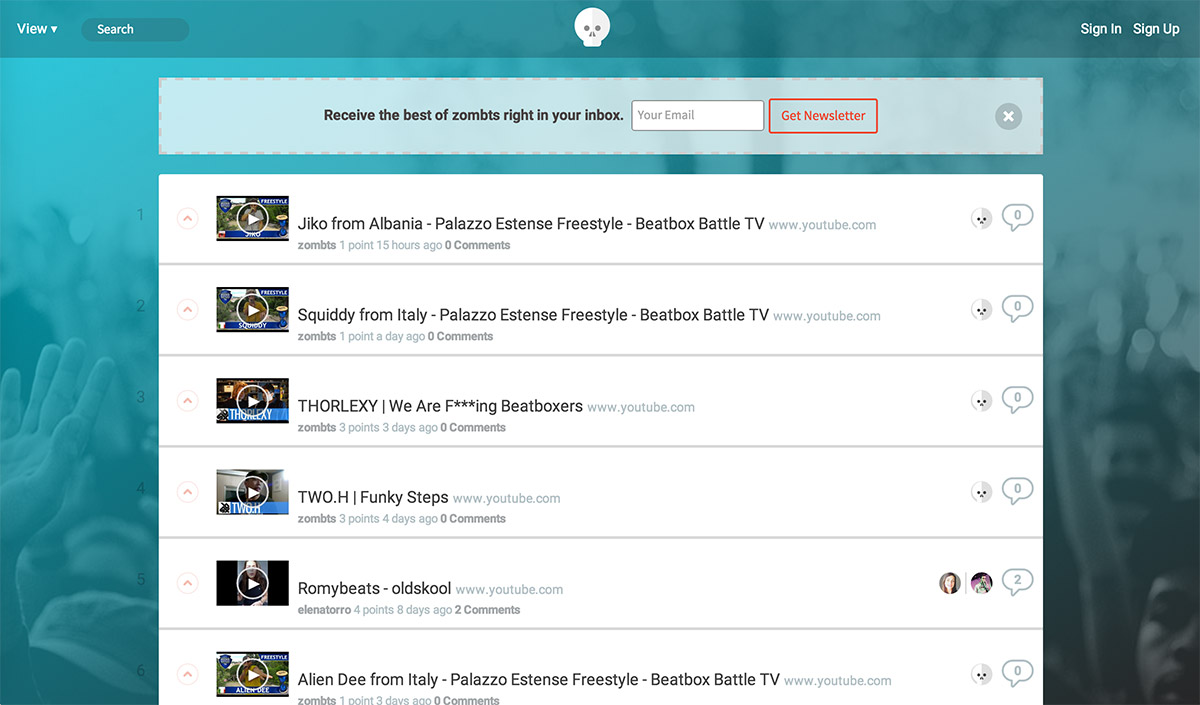 View ▾ Search Sign In Sign Up
Receive the best of zombts right in your inbox. Your Email Get Newsletter
1
FREESTYLE
JIKO
Jiko from Albania - Palazzo Estense Freestyle - Beatbox Battle TV www.youtube.com
0
zombts 1 point 15 hours ago 0 Comments
2
FREESTYLE
SQUIDDY
Squiddy from Italy - Palazzo Estense Freestyle - Beatbox Battle TV www.youtube.com
0
zombts 1 point a day ago 0 Comments
3
THORLEXY
THORLEXY | We Are F***ing Beatboxers www.youtube.com
0
zombts 3 points 3 days ago 0 Comments
4
TWO.H
TWO.H | Funky Steps www.youtube.com
0
zombts 3 points 4 days ago 0 Comments
5
Romybeats - oldskool www.youtube.com
2
elenatorro 4 points 8 days ago 2 Comments
6
FREESTYLE
ALIEN DEE
Alien Dee from Italy - Palazzo Estense Freestyle - Beatbox Battle TV www.youtube.com
0
zombts 1 point 3 days ago 0 Comments